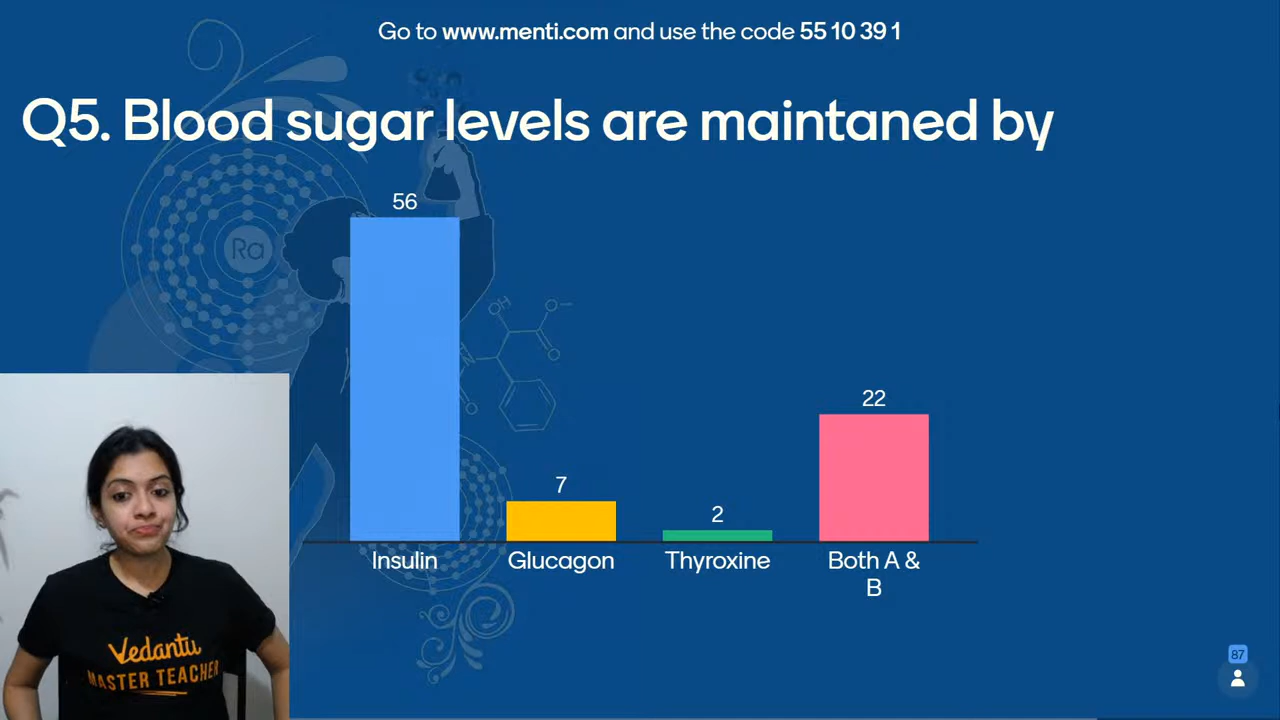 Go to www.menti.com and use the code 55 10 39 1
Q5. Blood sugar levels are maintaned by
56
7
2
22
Insulin
Glucagon
Thyroxine
Both A &
B
Ra
OH
O
O
N
O
Vedantu
MASTER TEACHER
87